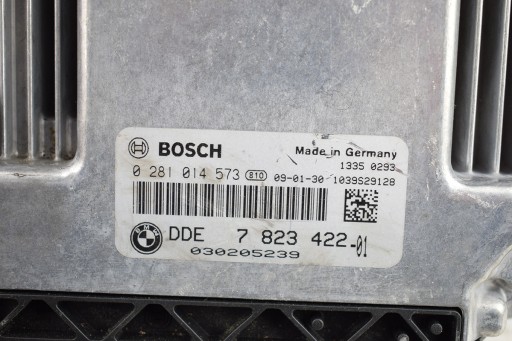 BOSCH Made in Germany
1335 0293
0 281 014 573 810 09-01-30 1039S29128
BMW DDE 7 823 422-01
030205239